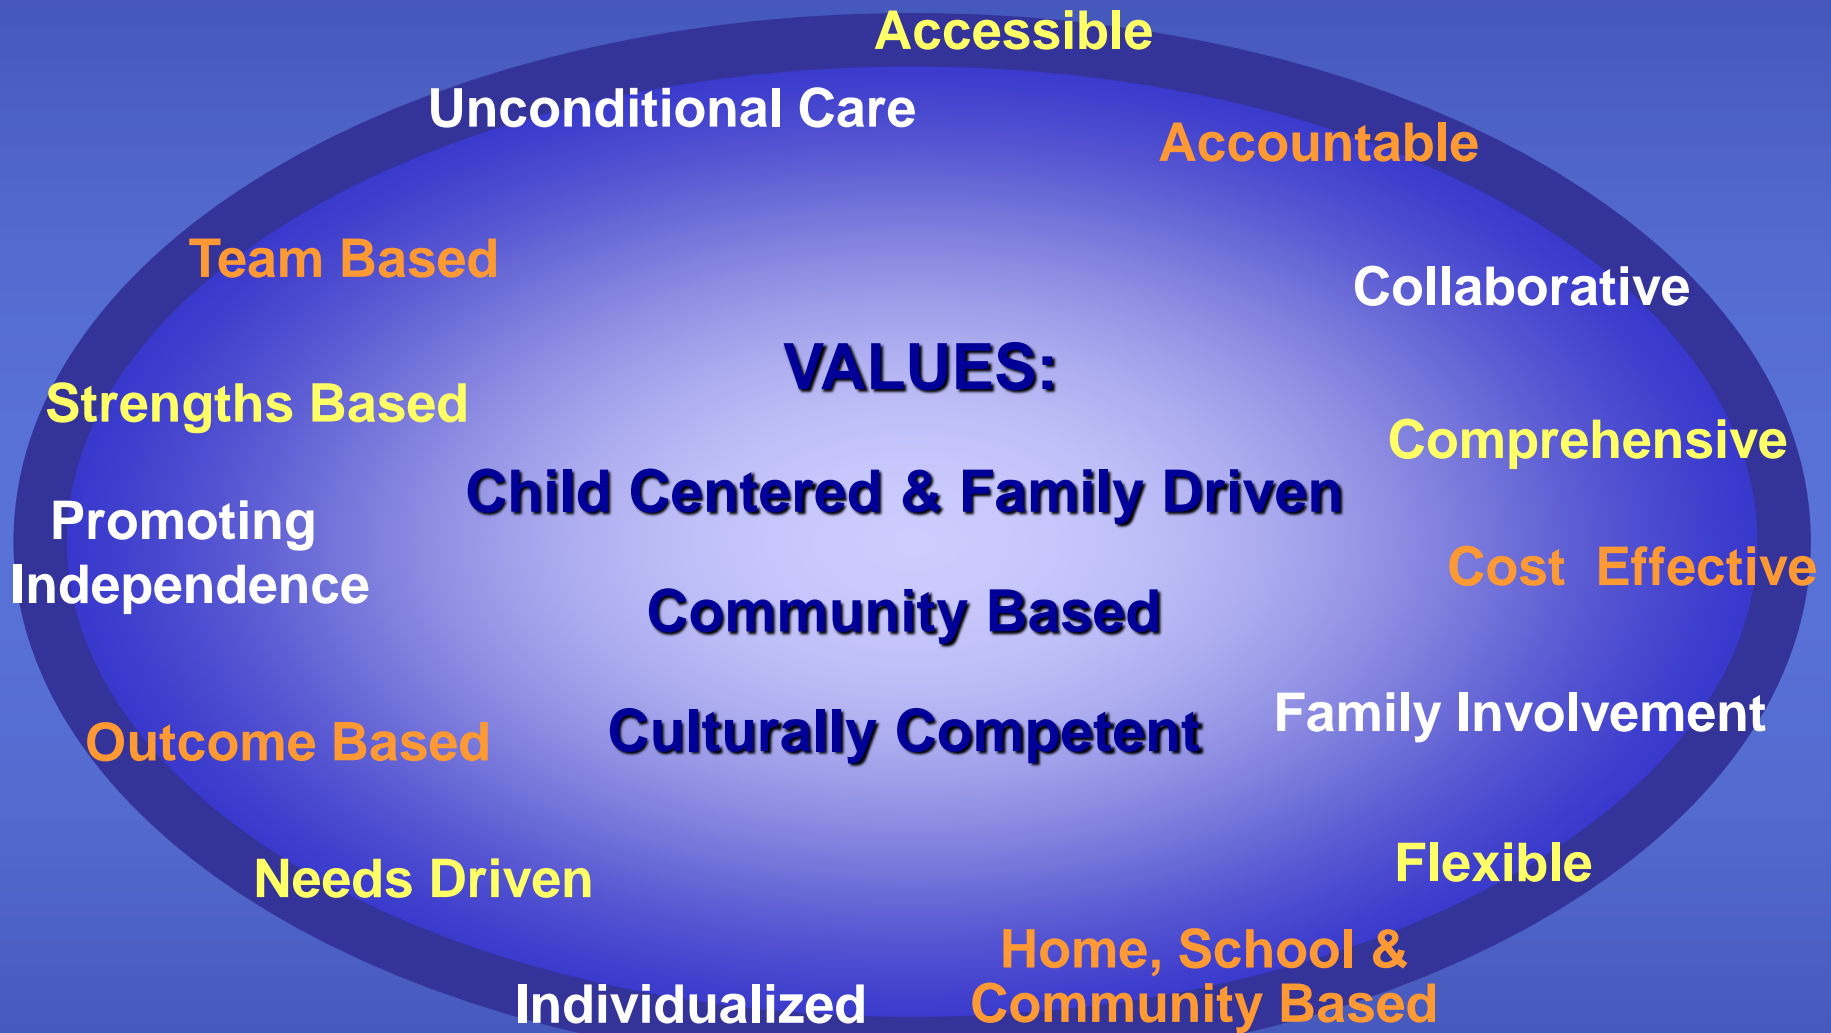 Accessible
Unconditional Care
Accountable
Team Based
Collaborative
VALUES:
Strengths Based
Comprehensive
Child Centered & Family Driven
Promoting
Independence
Cost  Effective
Community Based
Family Involvement
Culturally Competent
Outcome Based
Flexible
Needs Driven
Home, School &
Community Based
Individualized